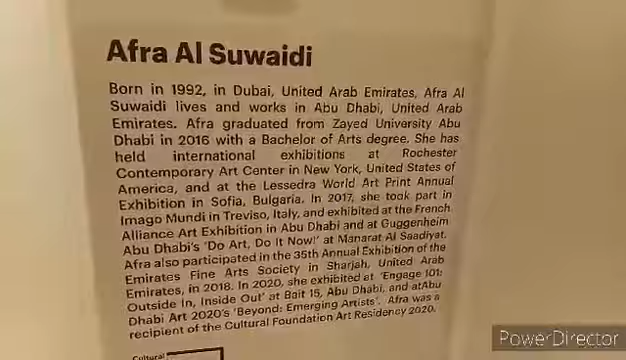 Afra Al Suwaidi
Born in 1992, in Dubai, United Arab Emirates, Afra Al
Suwaidi lives and works in Abu Dhabi, United Arab
Emirates. Afra graduated from Zayed University Abu
Dhabi in 2016 with a Bachelor of Arts degree. She has
held international exhibitions at Rochester
Contemporary Art Center in New York, United States of
America, and at the Lessedra World Art Print Annual
Exhibition in Sofia, Bulgaria. In 2017, she took part in
Imago Mundi in Treviso, Italy, and exhibited at the French
Alliance Art Exhibition in Abu Dhabi and at Guggenheim
Abu Dhabi's 'Do Art, Do It Now!' at Manarat Al Saadiyat.
Afra also participated in the 35th Annual Exhibition of the
Emirates Fine Arts Society in Sharjah, United Arab
Emirates, in 2018. In 2020, she exhibited at 'Engage 101:
Outside In, Inside Out' at Bait 15, Abu Dhabi, and atAbu
Dhabi Art 2020's 'Beyond: Emerging Artists'. Afra was a
recipient of the Cultural Foundation Art Residency 2020.
Cultural
PowerDirector